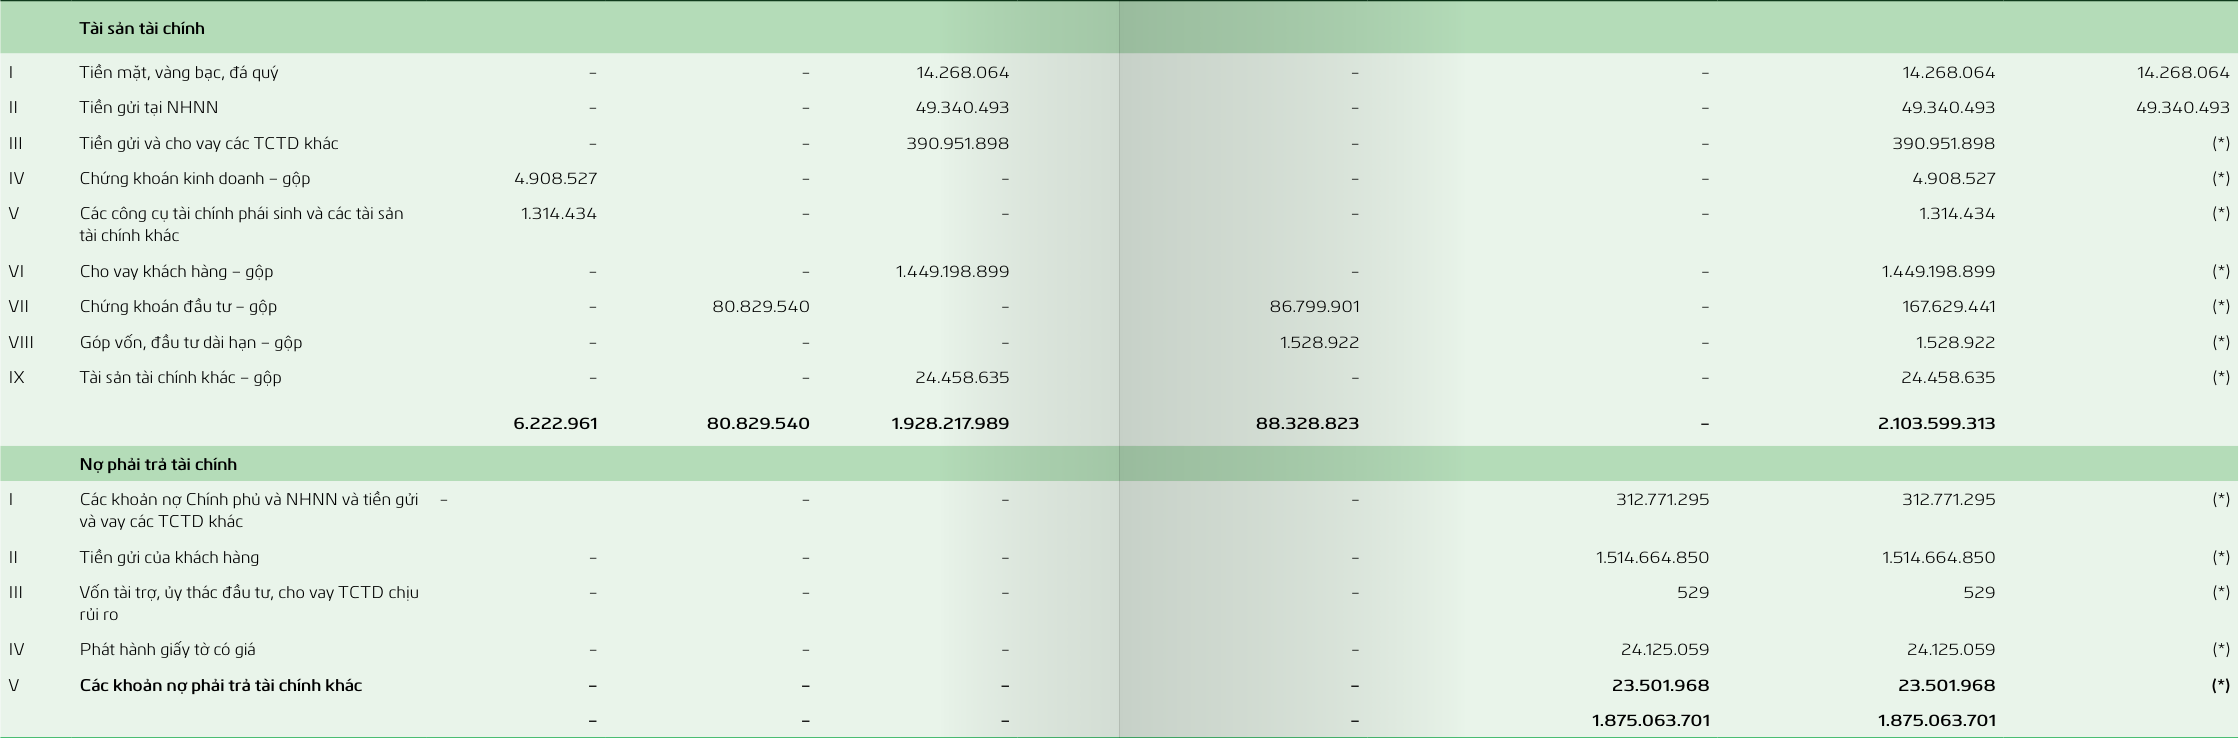 Tài sản tài chính
I Tiền mặt, vàng bạc, đá quý – – 14.268.064 – – 14.268.064 14.268.064
II Tiền gửi tại NHNN – – 49.340.493 – – 49.340.493 49.340.493
III Tiền gửi và cho vay các TCTD khác – – 390.951.898 – – 390.951.898 (*)
IV Chứng khoán kinh doanh – gộp 4.908.527 – – – – 4.908.527 (*)
V Các công cụ tài chính phái sinh và các tài sản 1.314.434 – – – – 1.314.434 (*)
tài chính khác
VI Cho vay khách hàng – gộp – – 1.449.198.899 – – 1.449.198.899 (*)
VII Chứng khoán đầu tư – gộp – 80.829.540 – 86.799.901 – 167.629.441 (*)
VIII Góp vốn, đầu tư dài hạn – gộp – – – 1.528.922 – 1.528.922 (*)
IX Tài sản tài chính khác – gộp – – 24.458.635 – – 24.458.635 (*)
6.222.961 80.829.540 1.928.217.989 88.328.823 – 2.103.599.313
Nợ phải trả tài chính
I Các khoản nợ Chính phủ và NHNN và tiền gửi – – – – 312.771.295 312.771.295 (*)
và vay các TCTD khác
II Tiền gửi của khách hàng – – – – 1.514.664.850 1.514.664.850 (*)
III Vốn tài trợ, ủy thác đầu tư, cho vay TCTD chịu – – – – 529 529 (*)
rủi ro
IV Phát hành giấy tờ có giá – – – – 24.125.059 24.125.059 (*)
V Các khoản nợ phải trả tài chính khác – – – – 23.501.968 23.501.968 (*)
– – – – 1.875.063.701 1.875.063.701